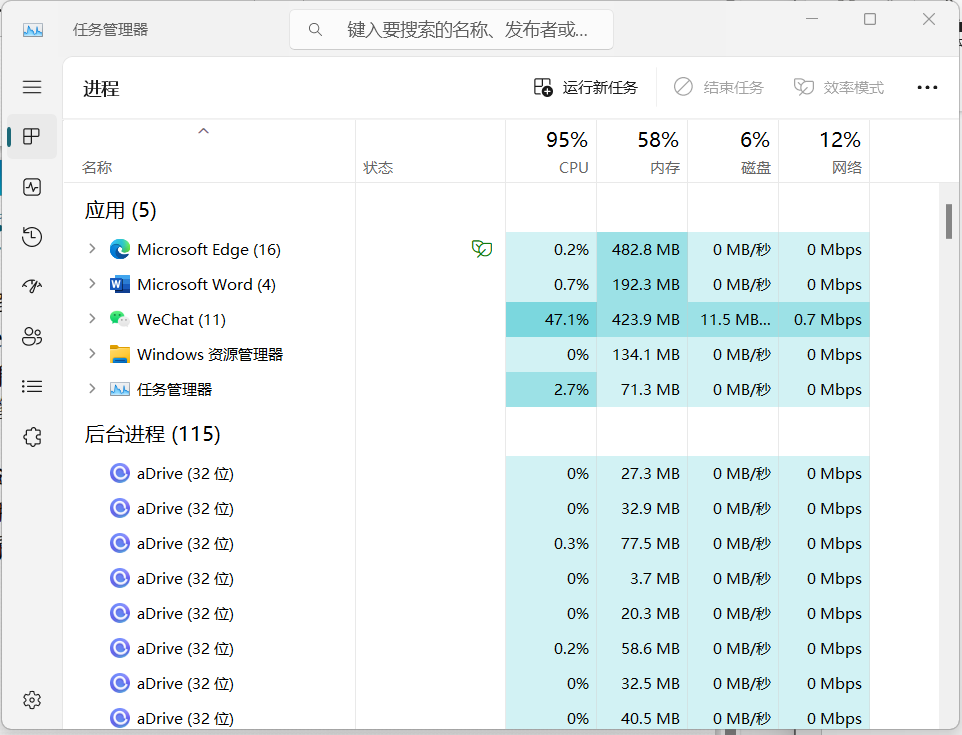 任务管理器
键入要搜索的名称、发布者或...
进程
运行新任务
结束任务
效率模式
名称 状态 95% CPU 58% 内存 6% 磁盘 12% 网络
应用 (5)
Microsoft Edge (16) 0.2% 482.8 MB 0 MB/秒 0 Mbps
Microsoft Word (4) 0.7% 192.3 MB 0 MB/秒 0 Mbps
WeChat (11) 47.1% 423.9 MB 11.5 MB... 0.7 Mbps
Windows 资源管理器 0% 134.1 MB 0 MB/秒 0 Mbps
任务管理器 2.7% 71.3 MB 0 MB/秒 0 Mbps
后台进程 (115)
aDrive (32 位) 0% 27.3 MB 0 MB/秒 0 Mbps
aDrive (32 位) 0% 32.9 MB 0 MB/秒 0 Mbps
aDrive (32 位) 0.3% 77.5 MB 0 MB/秒 0 Mbps
aDrive (32 位) 0% 3.7 MB 0 MB/秒 0 Mbps
aDrive (32 位) 0% 20.3 MB 0 MB/秒 0 Mbps
aDrive (32 位) 0.2% 58.6 MB 0 MB/秒 0 Mbps
aDrive (32 位) 0% 32.5 MB 0 MB/秒 0 Mbps
aDrive (32 位) 0% 40.5 MB 0 MB/秒 0 Mbps